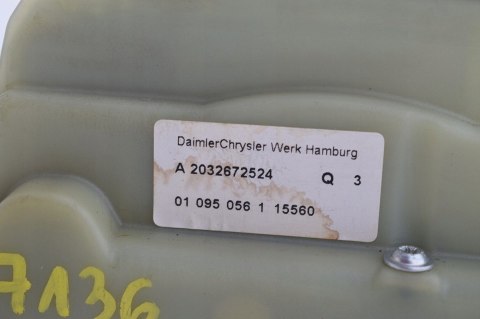 DaimlerChrysler Werk Hamburg
A 2032672524 Q 3
01 095 056 1 15560
7136